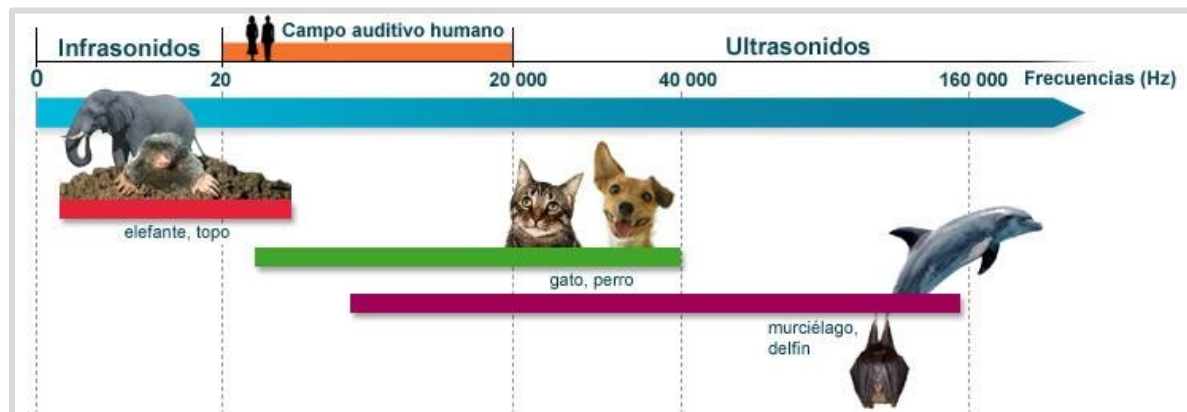 Infrasonidos
Campo auditivo humano
Ultrasonidos
0
20
20 000
40 000
160 000
Frecuencias (Hz)
elefante, topo
gato, perro
murciélago,
delfin